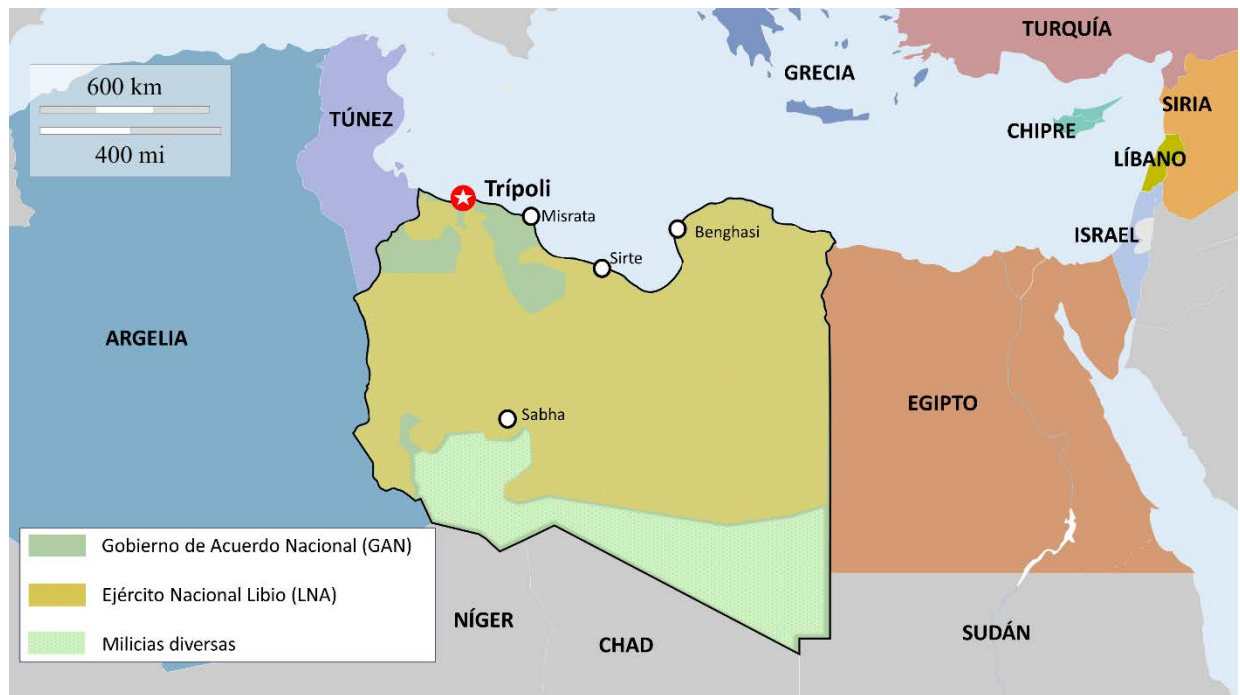 TURQUÍA
GRECIA
600 km
400 mi
TÚNEZ
SIRIA
CHIPRE
LÍBANO
Trípoli
Misrata
Benghasi
ISRAEL
Sirte
ARGELIA
EGIPTO
Sabha
Gobierno de Acuerdo Nacional (GAN)
Ejército Nacional Libio (LNA)
Milicias diversas
NÍGER
CHAD
SUDÁN